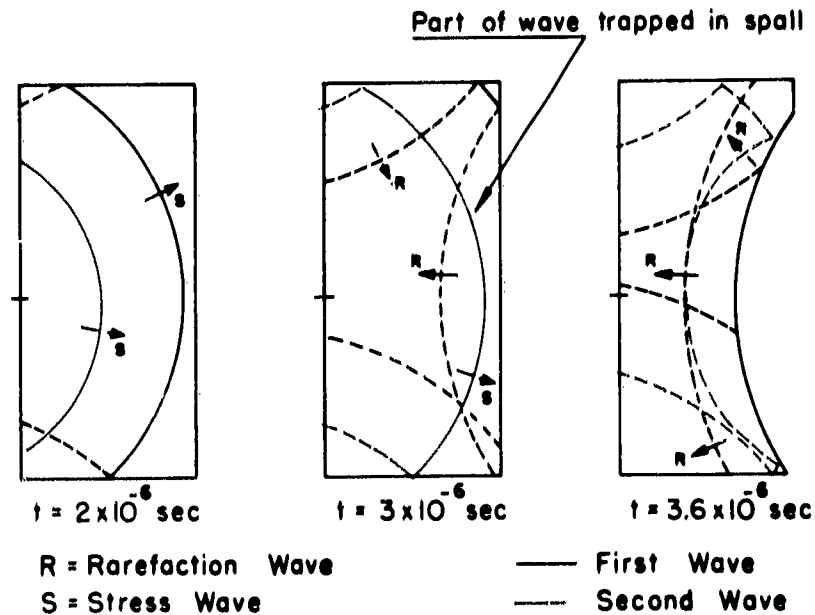 Part of wave trapped in spall
S
S
R
R
S
R
R
R
t = 2x10^-6 sec
t = 3x10^-6 sec
t = 3.6x10^-6 sec
R = Rarefaction Wave
S = Stress Wave
First Wave
Second Wave